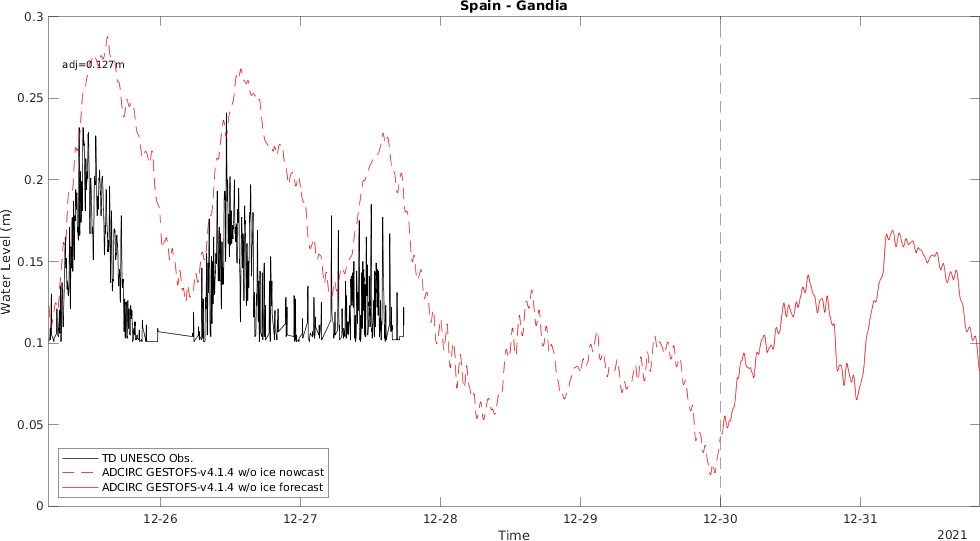 Spain - Gandia
0.3
adj=0.127m
0.25
0.2
0.15
0.1
0.05
0
Water Level (m)
TD UNESCO Obs.
ADCIRC GESTOFS-v4.1.4 w/o ice nowcast
ADCIRC GESTOFS-v4.1.4 w/o ice forecast
12-26 12-27 12-28 12-29 12-30 12-31
Time
2021